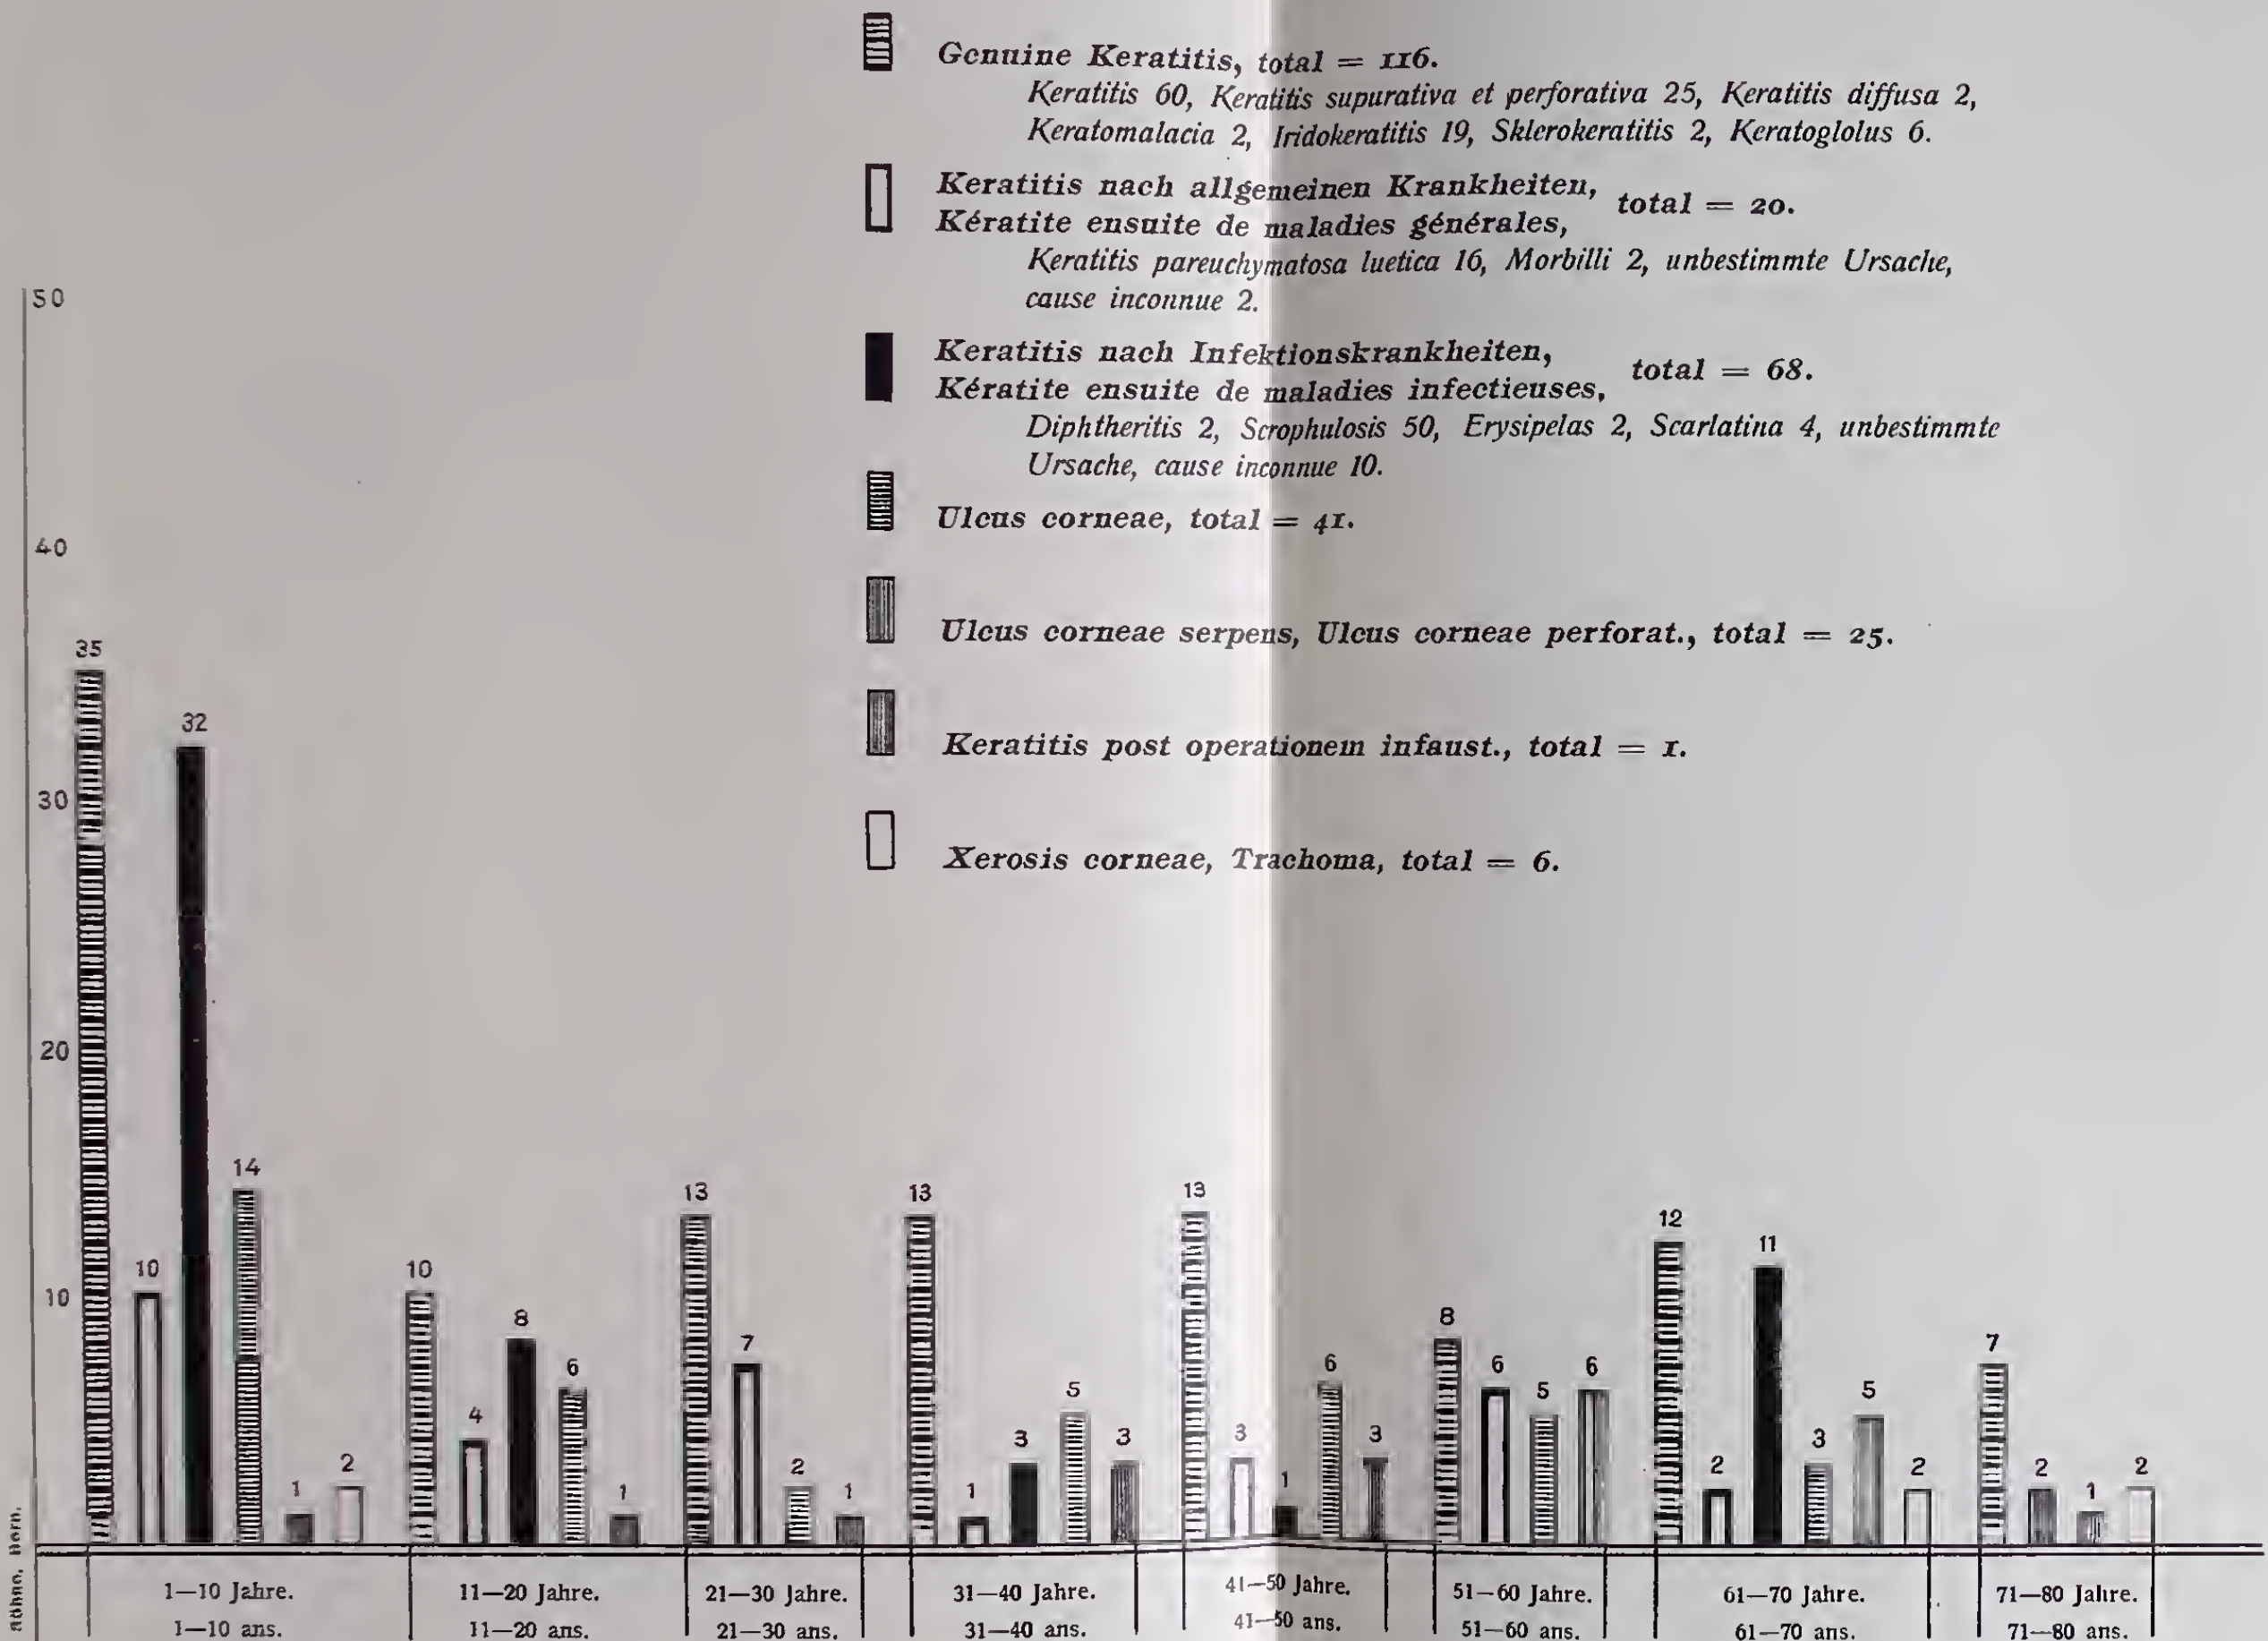 Genuine Keratitis, total = 116.
Keratitis 60, Keratitis supurativa et perforativa 25, Keratitis diffusa 2,
Keratomalacia 2, Iridokeratitis 19, Sklerokeratitis 2, Keratoglolus 6.
Keratitis nach allgemeinen Krankheiten,
Kératite ensuite de maladies générales,
total = 20.
Keratitis pareuchymatosa luetica 16, Morbilli 2, unbestimmte Ursache,
cause inconnue 2.
Keratitis nach Infektionskrankheiten,
Kératite ensuite de maladies infectieuses,
total = 68.
Diphtheritis 2, Scrophulosis 50, Erysipelas 2, Scarlatina 4, unbestimmte
Ursache, cause inconnue 10.
Ulcus corneae, total = 41.
Ulcus corneae serpens, Ulcus corneae perforat., total = 25.
Keratitis post operationem infaust., total = 1.
Xerosis corneae, Trachoma, total = 6.
50
40
30
20
10
35
10
32
14
1
2
10
4
8
6
1
13
7
2
1
13
1
3
5
3
13
3
1
6
3
8
6
5
6
12
2
11
3
5
2
7
2
1
2
1—10 Jahre.
1—10 ans.
11—20 Jahre.
11—20 ans.
21—30 Jahre.
21—30 ans.
31—40 Jahre.
31—40 ans.
41—50 Jahre.
41—50 ans.
51—60 Jahre.
51—60 ans.
61—70 Jahre.
61—70 ans.
71—80 Jahre.
71—80 ans.
Bern.